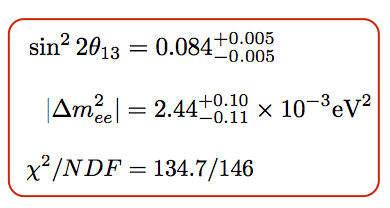 sin² 2θ₁₃ = 0.084⁺⁰·⁰⁰⁵₋₀.₀₀₅
|Δm²ₑₑ| = 2.44⁺⁰·¹⁰₋₀.₁₁ × 10⁻³eV²
χ²/NDF = 134.7/146